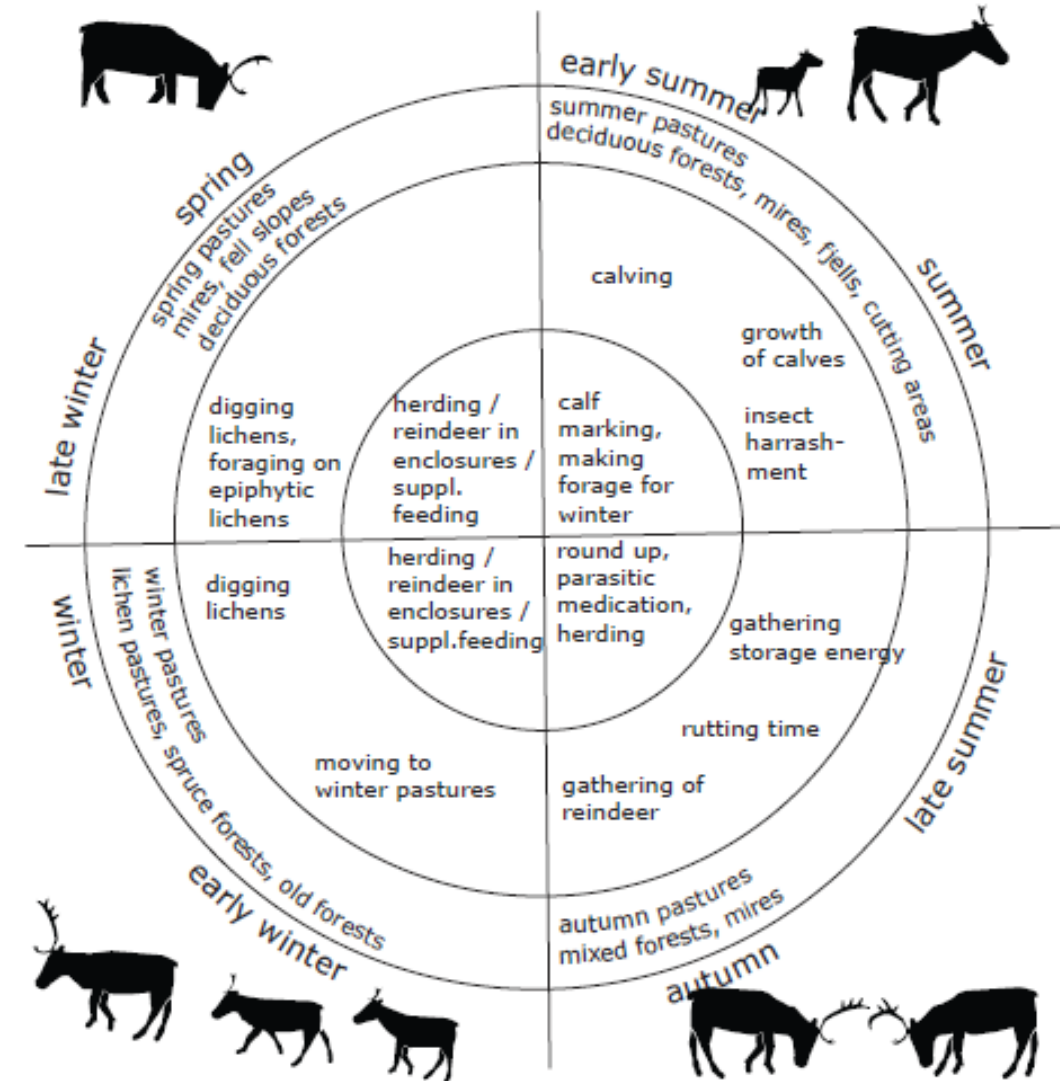 early summer
summer pastures
deciduous forests, mires, fjells, cutting areas
summer
calving
growth
of calves
insect
harrash-
ment
calf
marking,
making
forage for
winter
spring
spring pastures
mires, fell slopes
deciduous forests
late winter
digging
lichens,
foraging on
epiphytic
lichens
herding /
reindeer in
enclosures /
suppl.
feeding
winter
winter pastures
lichen pastures, spruce forests, old forests
early winter
digging
lichens
herding /
reindeer in
enclosures /
suppl.feeding
moving to
winter pastures
round up,
parasitic
medication,
herding
gathering
storage energy
rutting time
gathering of
reindeer
late summer
autumn pastures
mixed forests, mires
autumn